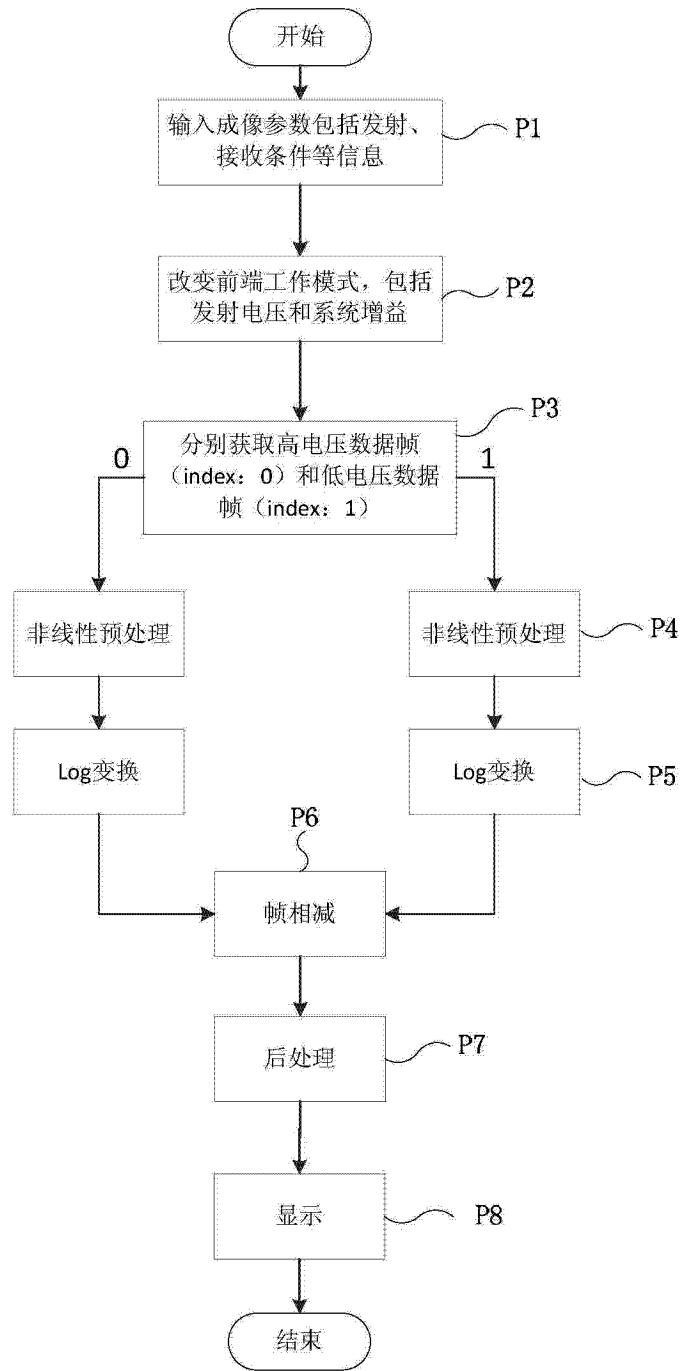 开始
输入成像参数包括发射、
接收条件等信息
P1
改变前端工作模式，包括
发射电压和系统增益
P2
P3
0
分别获取高电压数据帧
（index：0）和低电压数据
帧（index：1）
1
非线性预处理
非线性预处理
P4
Log变换
Log变换
P5
P6
帧相减
后处理
P7
显示
P8
结束